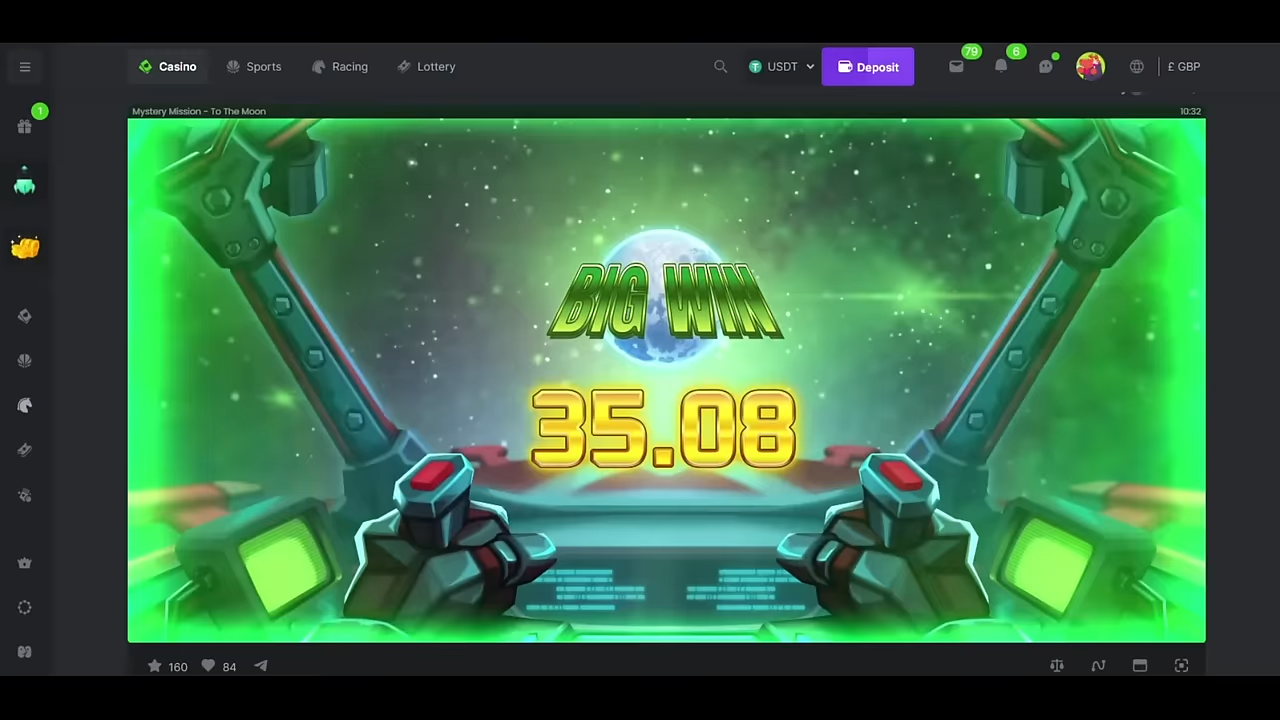 Casino Sports Racing Lottery USDT Deposit 79 6 £ GBP
1
Mystery Mission - To The Moon 10:32
BIG WIN
35.08
160 84